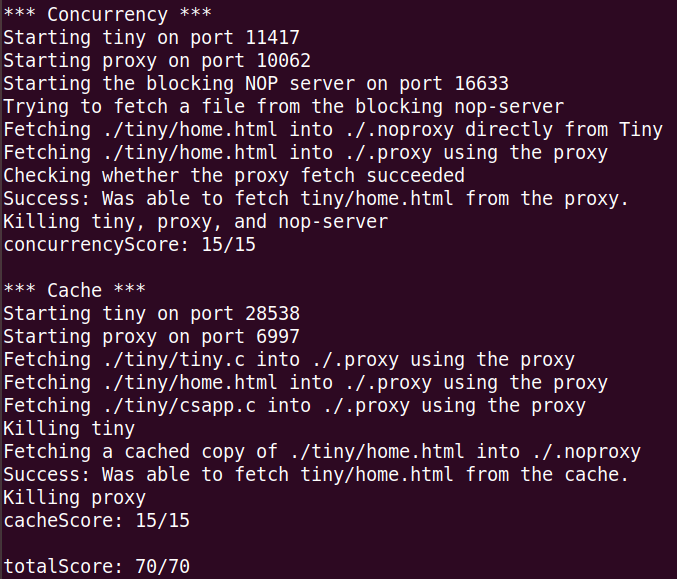 *** Concurrency ***
Starting tiny on port 11417
Starting proxy on port 10062
Starting the blocking NOP server on port 16633
Trying to fetch a file from the blocking nop-server
Fetching ./tiny/home.html into ./.noproxy directly from Tiny
Fetching ./tiny/home.html into ./.proxy using the proxy
Checking whether the proxy fetch succeeded
Success: Was able to fetch tiny/home.html from the proxy.
Killing tiny, proxy, and nop-server
concurrencyScore: 15/15
*** Cache ***
Starting tiny on port 28538
Starting proxy on port 6997
Fetching ./tiny/tiny.c into ./.proxy using the proxy
Fetching ./tiny/home.html into ./.proxy using the proxy
Fetching ./tiny/csapp.c into ./.proxy using the proxy
Killing tiny
Fetching a cached copy of ./tiny/home.html into ./.noproxy
Success: Was able to fetch tiny/home.html from the cache.
Killing proxy
cacheScore: 15/15
totalScore: 70/70